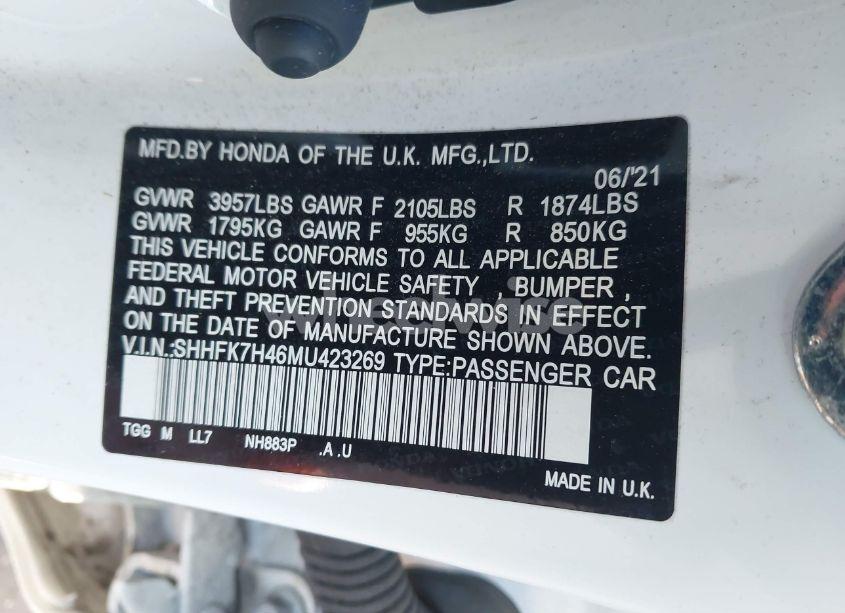 MFD.BY HONDA OF THE U.K. MFG.,LTD.
06/'21
GVWR 3957LBS GAWR F 2105LBS R 1874LBS
GVWR 1795KG GAWR F 955KG R 850KG
THIS VEHICLE CONFORMS TO ALL APPLICABLE
FEDERAL MOTOR VEHICLE SAFETY , BUMPER ,
AND THEFT PREVENTION STANDARDS IN EFFECT
ON THE DATE OF MANUFACTURE SHOWN ABOVE.
V.I.N.:SHHFK7H46MU423269 TYPE:PASSENGER CAR
TGG M LL7 NH883P .A .U
MADE IN U.K.